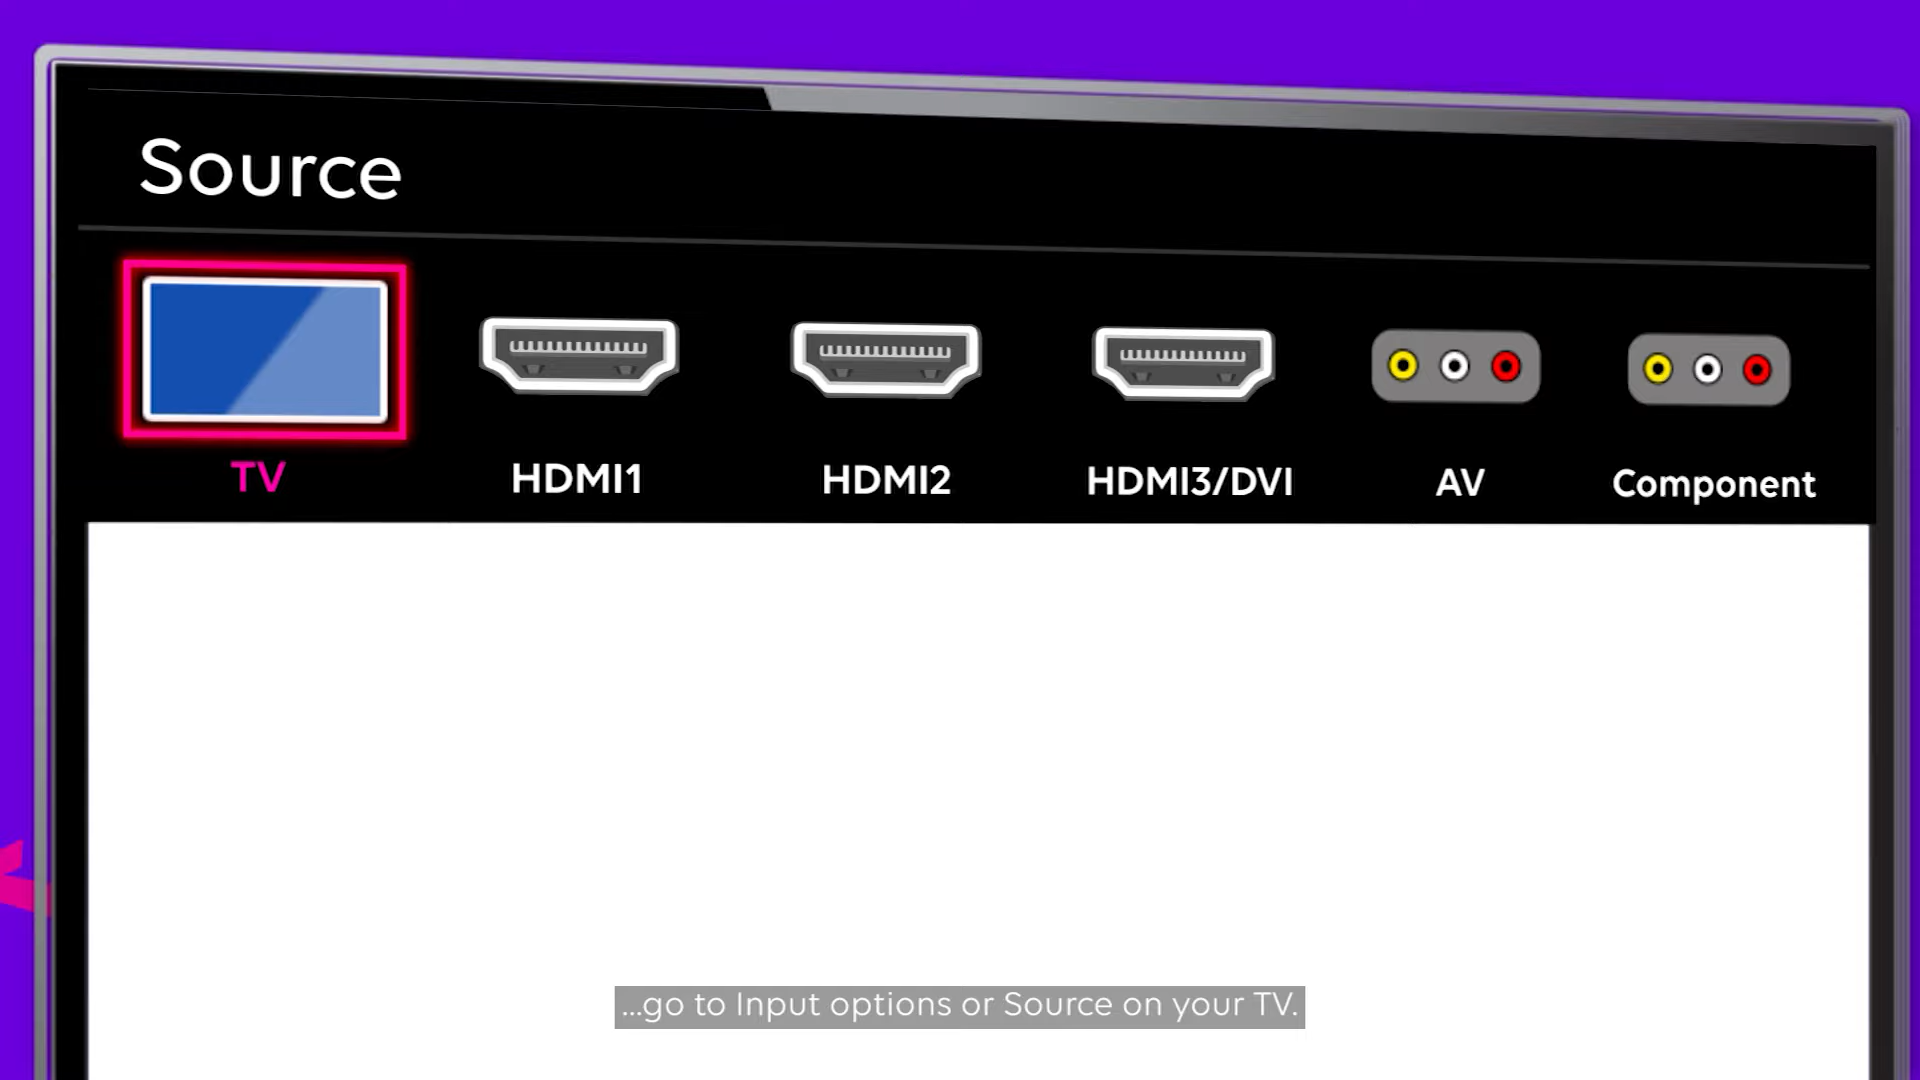 Source
TV HDMI1 HDMI2 HDMI3/DVI AV Component
...go to Input options or Source on your TV.